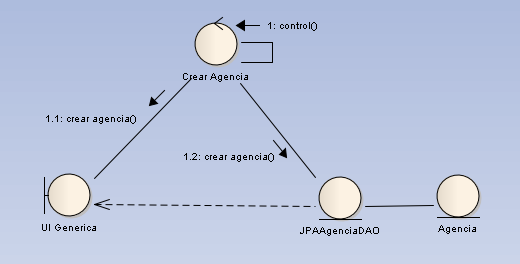 1: control()
Crear Agencia
1.1: crear agencia()
1.2: crear agencia()
UI Generica
JPAAgenciaDAO
Agencia